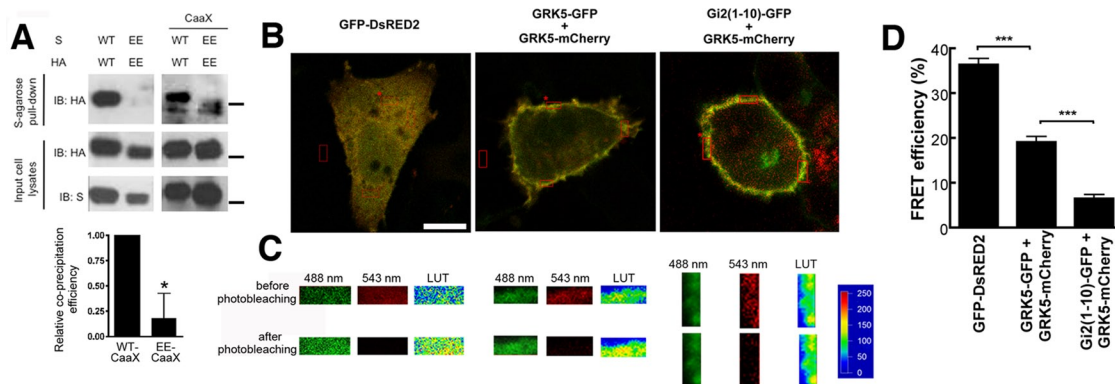 A
CaaX
S WT EE WT EE
HA WT EE WT EE
S-agarose
pull-down
IB: HA
Input cell
lysates
IB: HA
IB: S
Relative co-precipitation
efficiency
1.00
0.75
0.50
0.25
0.00
*
WT-
CaaX
EE-
CaaX
B
GFP-DsRED2
GRK5-GFP
+
GRK5-mCherry
Gi2(1-10)-GFP
+
GRK5-mCherry
C
488 nm 543 nm LUT
488 nm 543 nm LUT
488 nm 543 nm LUT
before
photobleaching
after
photobleaching
250
200
150
100
50
0
D
FRET efficiency (%)
40
30
20
10
0
***
***
GFP-DsRED2
GRK5-GFP +
GRK5-mCherry
Gi2(1-10)-GFP +
GRK5-mCherry